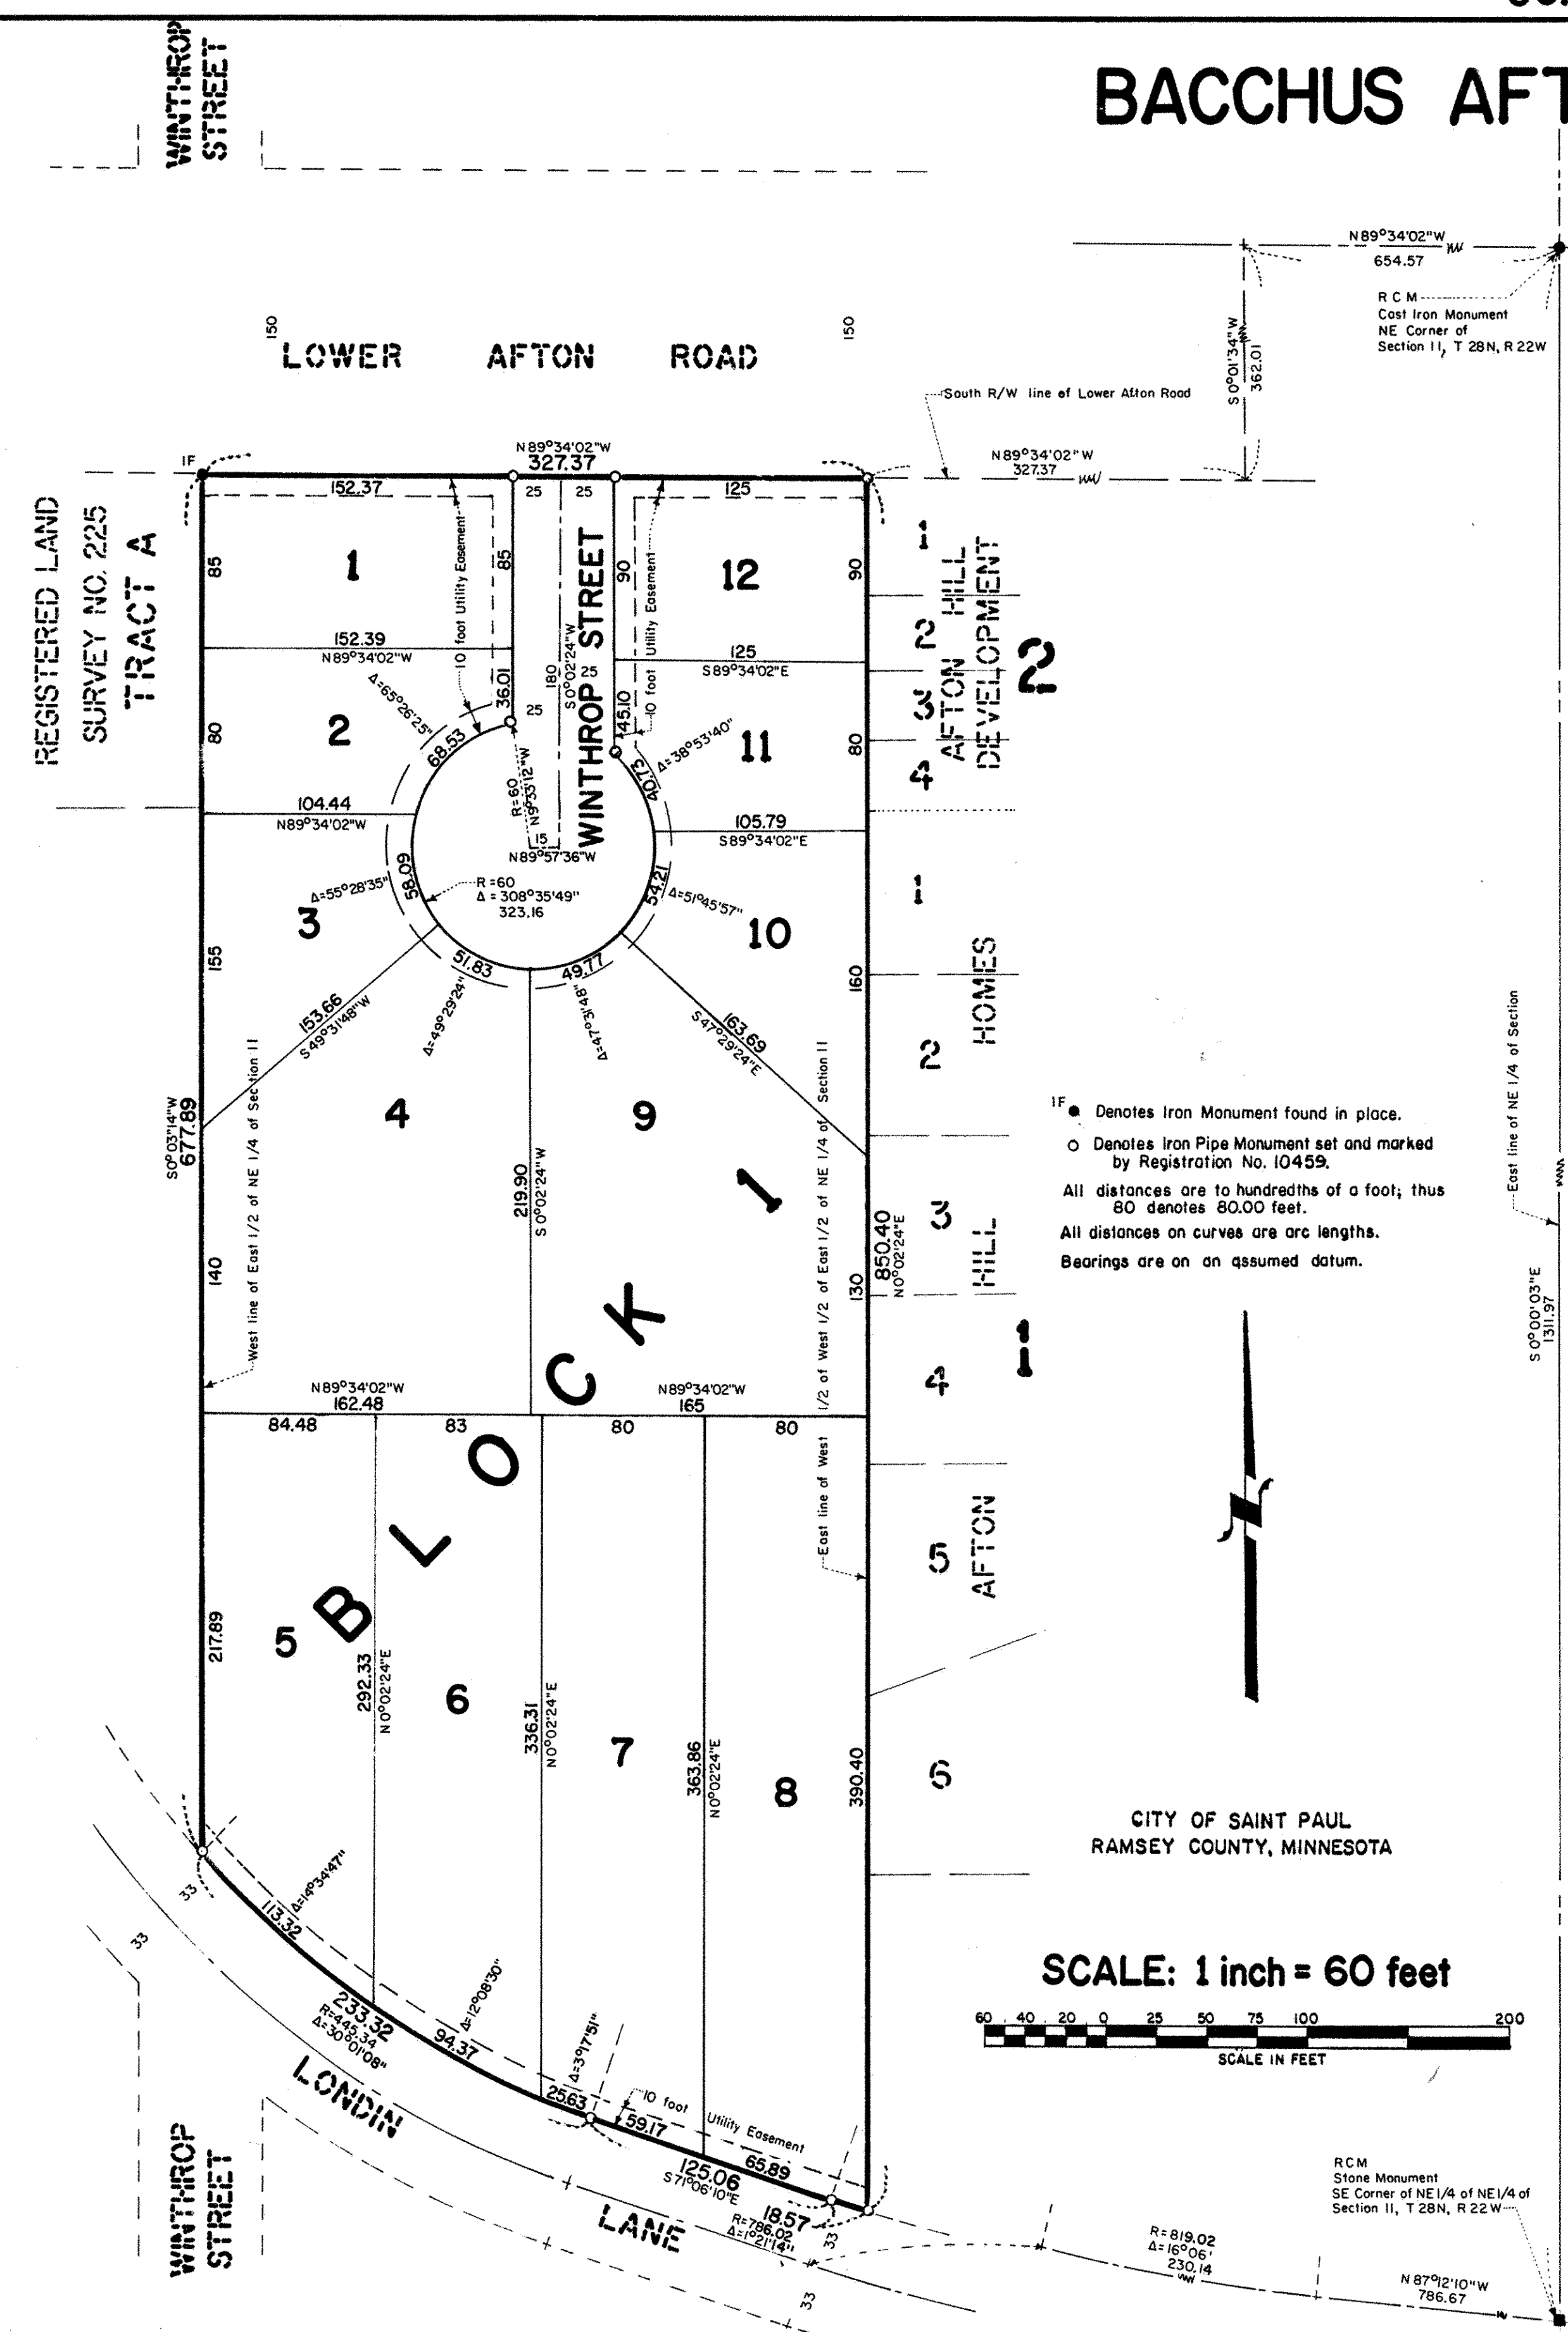 BACCHUS AFT
WINTHROP
STREET
N89°34'02"W
654.57
R C M
Cast Iron Monument
NE Corner of
Section 11, T 28N, R 22W
S 0°01'34"W
362.01
150
150
LOWER AFTON ROAD
South R/W line of Lower Afton Road
N89°34'02"W
327.37
IF
N89°34'02"W
327.37
152.37
25
25
125
REGISTERED LAND
SURVEY NO. 225
TRACT A
85
1
10 foot Utility Easement
85
WINTHROP STREET
90
10 foot Utility Easement
12
90
152.39
N89°34'02"W
125
S89°34'02"E
180
S 0°02'24"W
25
25
36.01
45.10
Δ=65°26'25"
68.53
80
2
11
80
Δ=38°53'40"
40.73
R=60
N9°33'12"W
15
N89°57'36"W
104.44
N89°34'02"W
105.79
S89°34'02"E
58.09
Δ=55°28'35"
R=60
Δ = 308°35'49"
323.16
54.21
Δ=51°45'57"
3
10
155
160
51.83
49.77
Δ=49°29'24"
Δ=47°31'48"
153.66
S49°31'48"W
163.69
S47°29'24"E
1
2
3
4
AFTON HILL
DEVELOPMENT
2
1
2
3
4
5
6
AFTON HILL HOMES
1
S0°03'14"W
677.89
West line of East 1/2 of NE 1/4 of Section 11
4
9
219.90
S 0°02'24"W
East line of West 1/2 of West 1/2 of East 1/2 of NE 1/4 of Section 11
850.40
N0°02'24"E
140
130
BLOCK 1
N89°34'02"W
162.48
N89°34'02"W
165
84.48
83
80
80
217.89
5
292.33
N0°02'24"E
6
336.31
N0°02'24"E
7
363.86
N0°02'24"E
8
390.40
IF Denotes Iron Monument found in place.
Denotes Iron Pipe Monument set and marked
by Registration No. 10459.
All distances are to hundredths of a foot; thus
80 denotes 80.00 feet.
All distances on curves are arc lengths.
Bearings are on an assumed datum.
East line of NE 1/4 of Section
S 0°00'03"E
1311.97
CITY OF SAINT PAUL
RAMSEY COUNTY, MINNESOTA
SCALE: 1 inch = 60 feet
60 40 20 0 25 50 75 100 200
SCALE IN FEET
33
33
113.32
Δ=14°34'47"
233.32
R=445.34
Δ=30°01'08"
94.37
Δ=12°08'30"
25.63
Δ=3°17'51"
10 foot Utility Easement
59.17
65.89
125.06
S71°06'10"E
18.57
R=786.02
Δ=1°21'14"
33
33
LONDIN LANE
WINTHROP
STREET
R=819.02
Δ=16°06'
230.14
N 87°12'10"W
786.67
RCM
Stone Monument
SE Corner of NE1/4 of NE1/4 of
Section 11, T 28N, R 22W